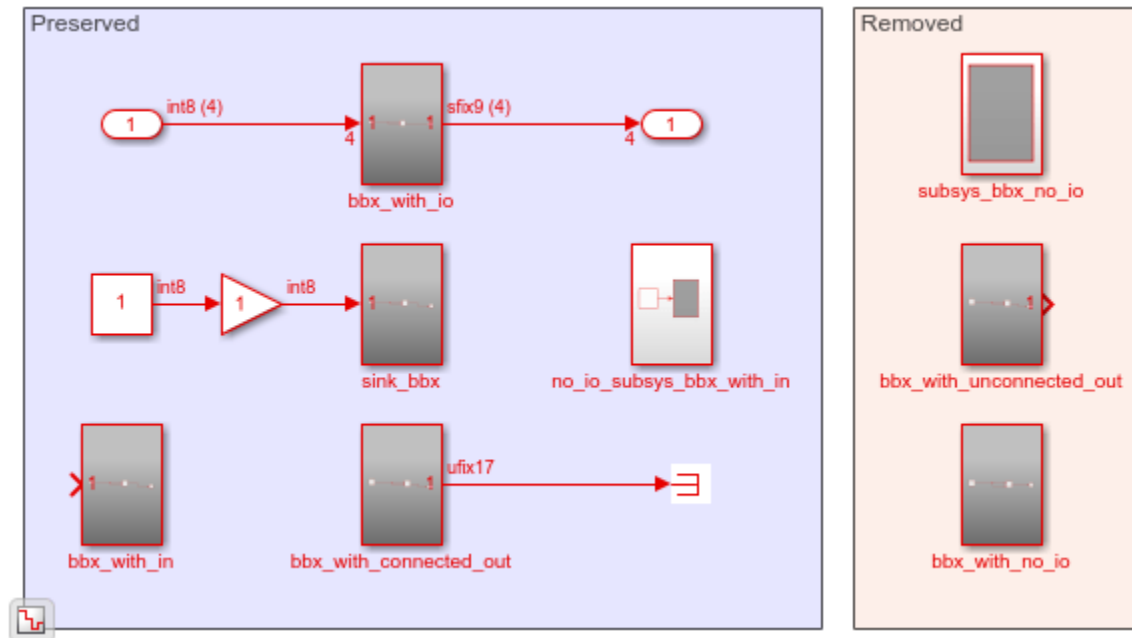 Preserved
Removed
int8 (4)
sfix9 (4)
1
1
1
1
4
4
bbx_with_io
subsys_bbx_no_io
int8
int8
1
1
1
1
sink_bbx
no_io_subsys_bbx_with_in
bbx_with_unconnected_out
ufix17
1
1
bbx_with_in
bbx_with_connected_out
bbx_with_no_io